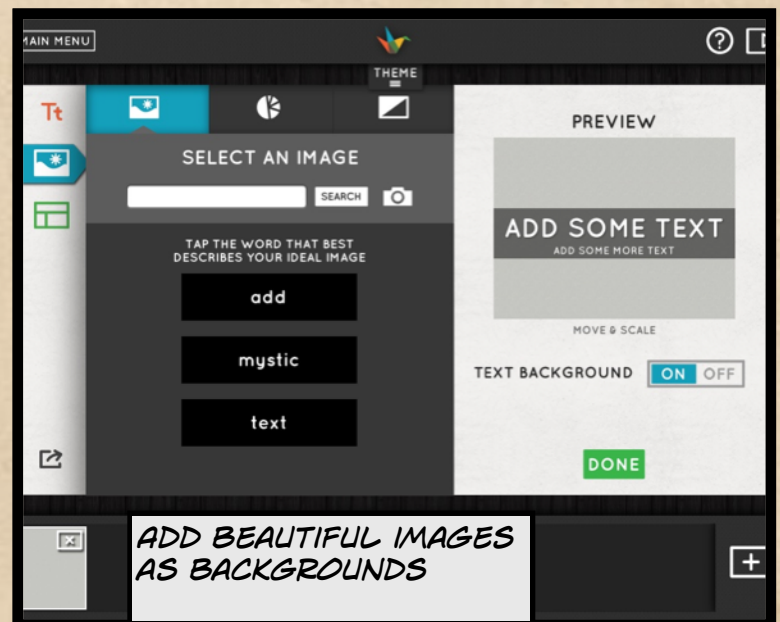 MAIN MENU
THEME
Tt
SELECT AN IMAGE
SEARCH
TAP THE WORD THAT BEST
DESCRIBES YOUR IDEAL IMAGE
add
mystic
text
PREVIEW
ADD SOME TEXT
ADD SOME MORE TEXT
MOVE & SCALE
TEXT BACKGROUND ON OFF
DONE
ADD BEAUTIFUL IMAGES
AS BACKGROUNDS